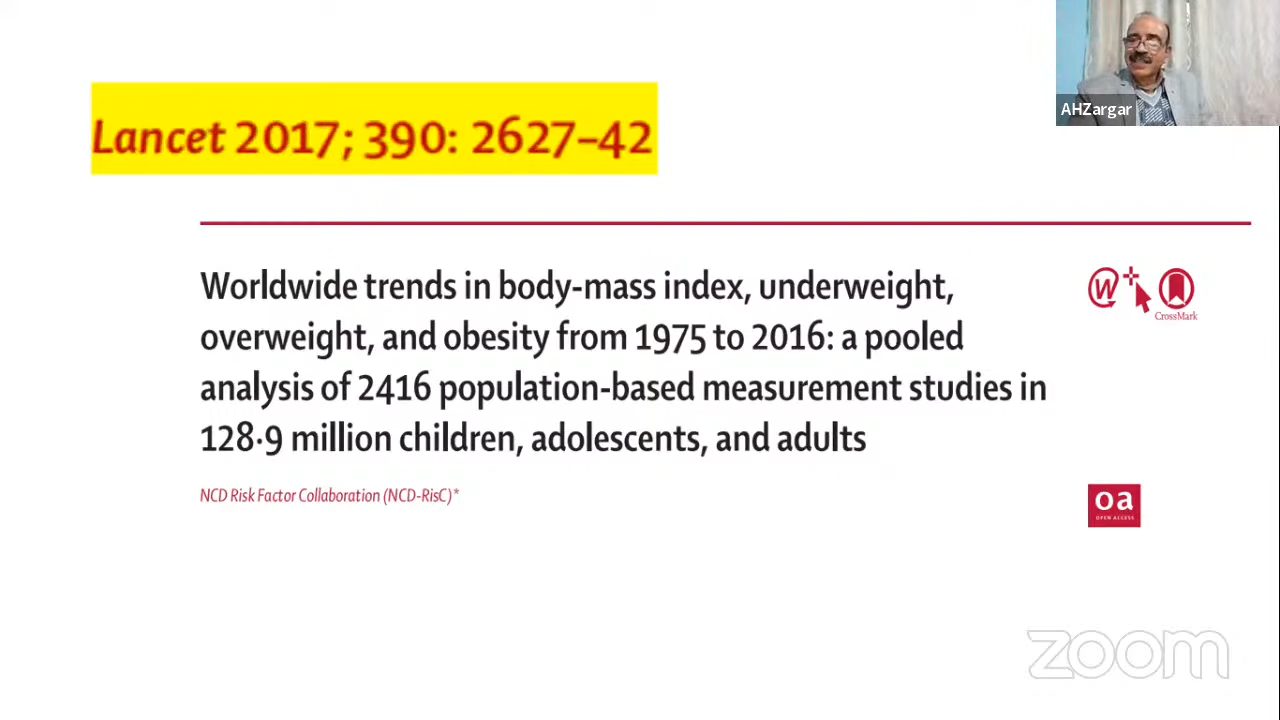 AHZargar
Lancet 2017; 390: 2627–42
Worldwide trends in body-mass index, underweight,
overweight, and obesity from 1975 to 2016: a pooled
analysis of 2416 population-based measurement studies in
128·9 million children, adolescents, and adults
W
CrossMark
NCD Risk Factor Collaboration (NCD-RisC)*
oa
OPEN ACCESS
zoom